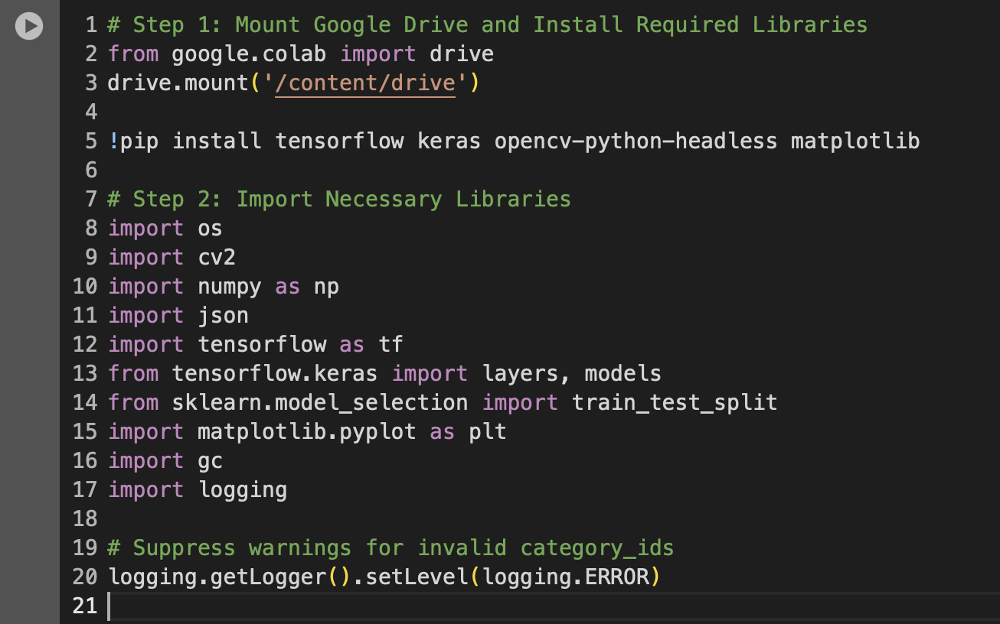 1 # Step 1: Mount Google Drive and Install Required Libraries
2 from google.colab import drive
3 drive.mount('/content/drive')
4
5 !pip install tensorflow keras opencv-python-headless matplotlib
6
7 # Step 2: Import Necessary Libraries
8 import os
9 import cv2
10 import numpy as np
11 import json
12 import tensorflow as tf
13 from tensorflow.keras import layers, models
14 from sklearn.model_selection import train_test_split
15 import matplotlib.pyplot as plt
16 import gc
17 import logging
18
19 # Suppress warnings for invalid category_ids
20 logging.getLogger().setLevel(logging.ERROR)
21